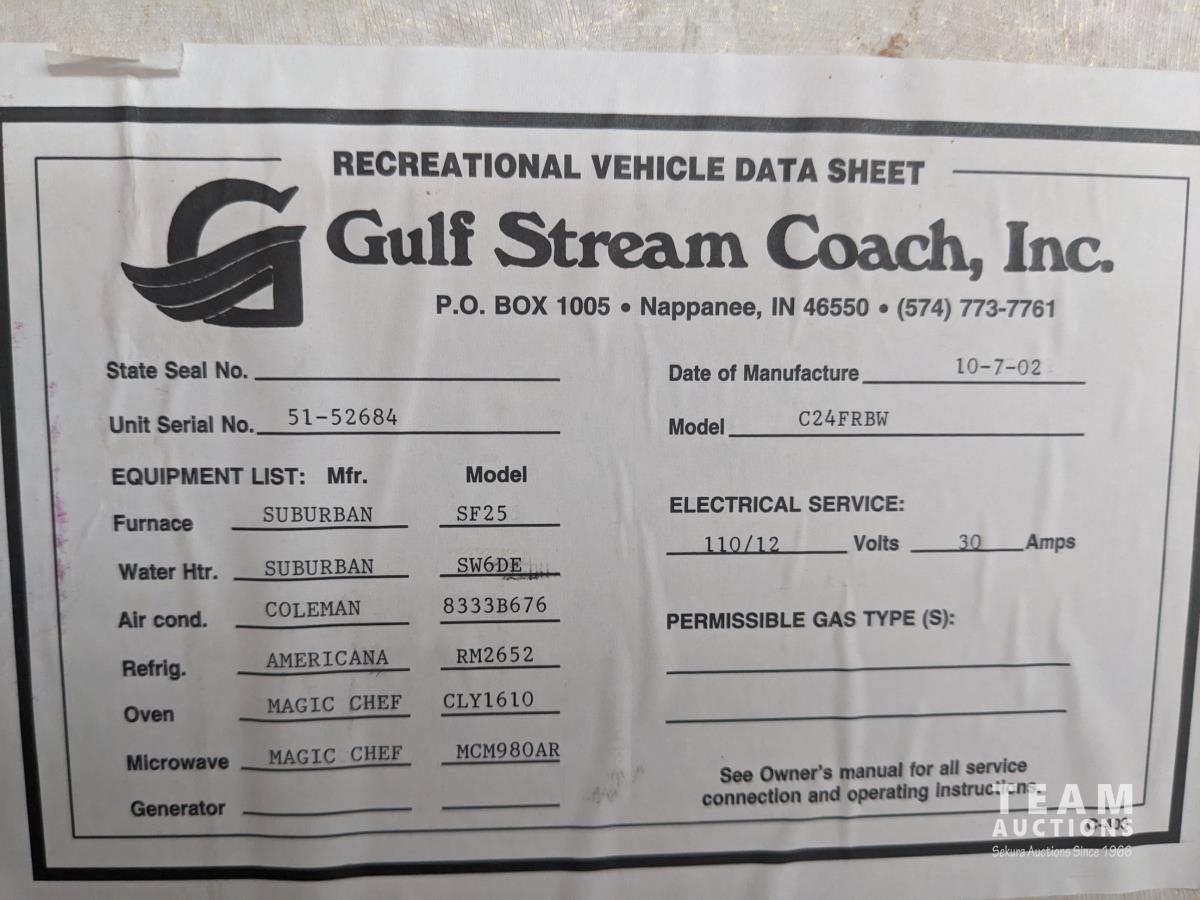 RECREATIONAL VEHICLE DATA SHEET
Gulf Stream Coach, Inc.
P.O. BOX 1005 • Nappanee, IN 46550 • (574) 773-7761
State Seal No.
Date of Manufacture 10-7-02
Unit Serial No. 51-52684
Model C24FRBW
EQUIPMENT LIST: Mfr. Model
Furnace SUBURBAN SF25
Water Htr. SUBURBAN SW6DE
Air cond. COLEMAN 8333B676
Refrig. AMERICANA RM2652
Oven MAGIC CHEF CLY1610
Microwave MAGIC CHEF MCM980AR
Generator
ELECTRICAL SERVICE:
110/12 Volts 30 Amps
PERMISSIBLE GAS TYPE (S):
See Owner's manual for all service
connection and operating instructions.
TEAM
AUCTIONS
Sekura Auctions Since 1966